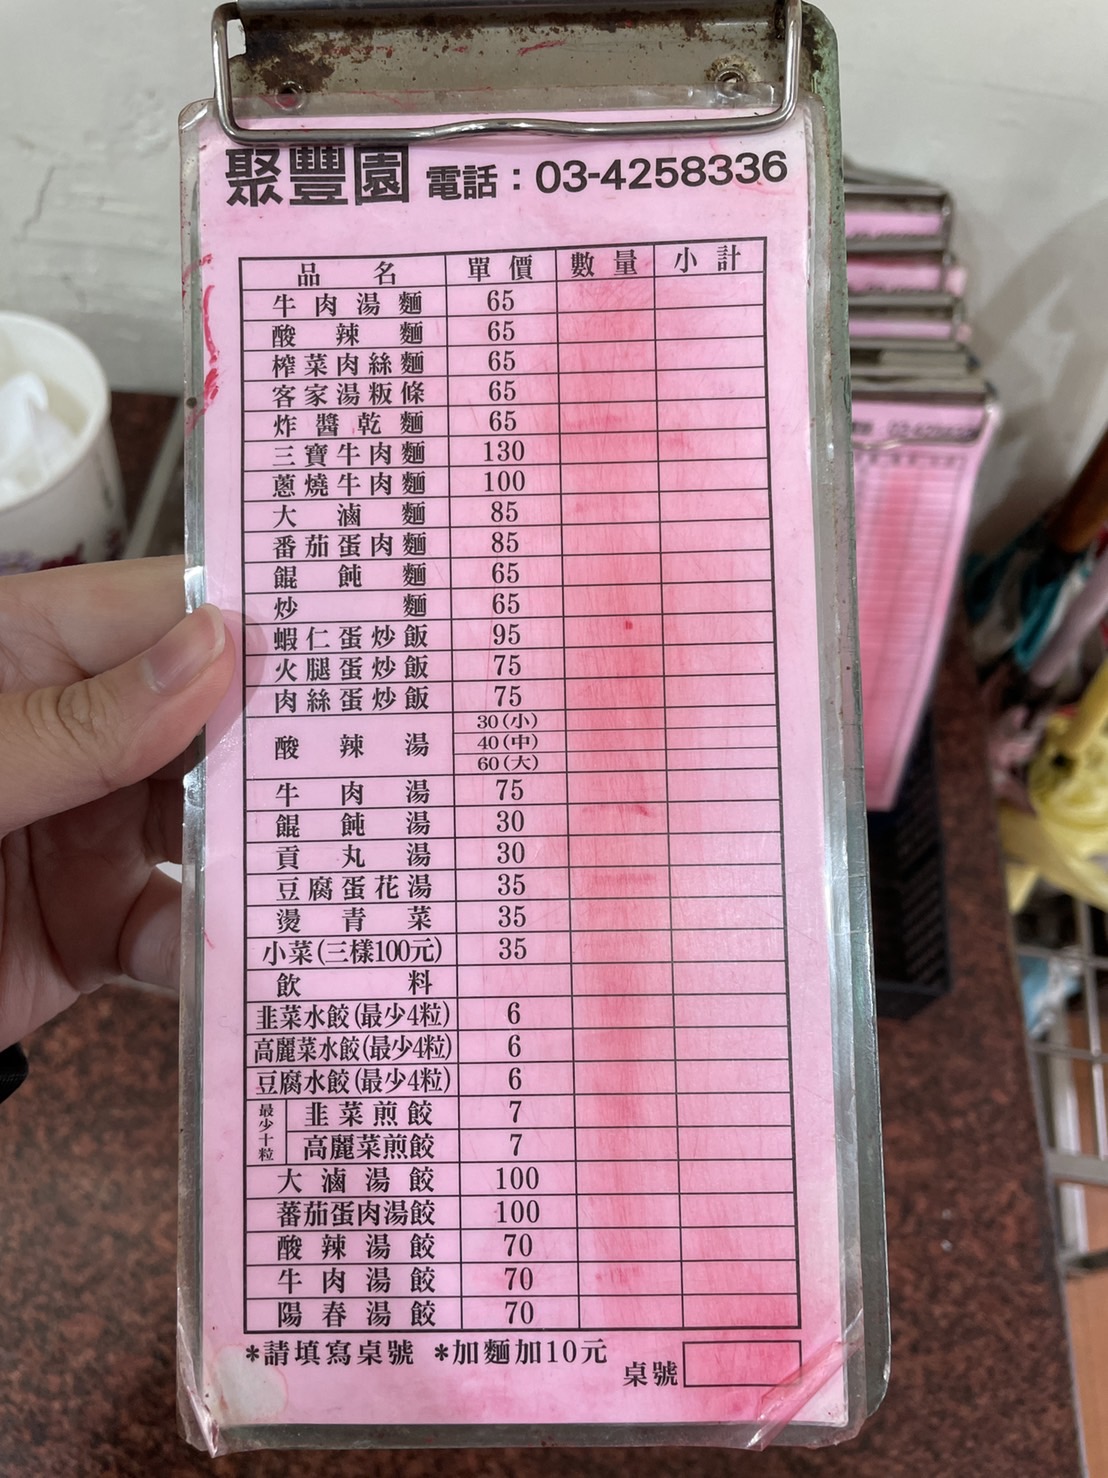 聚豐園 電話：03-4258336
品名 單價 數量 小計
牛肉湯麵 65
酸辣麵 65
榨菜肉絲麵 65
客家湯粄條 65
炸醬乾麵 65
三寶牛肉麵 130
蔥燒牛肉麵 100
大滷麵 85
番茄蛋肉麵 85
餛飩麵 65
炒麵 65
蝦仁蛋炒飯 95
火腿蛋炒飯 75
肉絲蛋炒飯 75
酸辣湯 30(小)
40(中)
60(大)
牛肉湯 75
餛飩湯 30
貢丸湯 30
豆腐蛋花湯 35
燙青菜 35
小菜(三樣100元) 35
飲料
韭菜水餃(最少4粒) 6
高麗菜水餃(最少4粒) 6
豆腐水餃(最少4粒) 6
最少十粒
韭菜煎餃 7
高麗菜煎餃 7
大滷湯餃 100
蕃茄蛋肉湯餃 100
酸辣湯餃 70
牛肉湯餃 70
陽春湯餃 70
*請填寫桌號 *加麵加10元
桌號